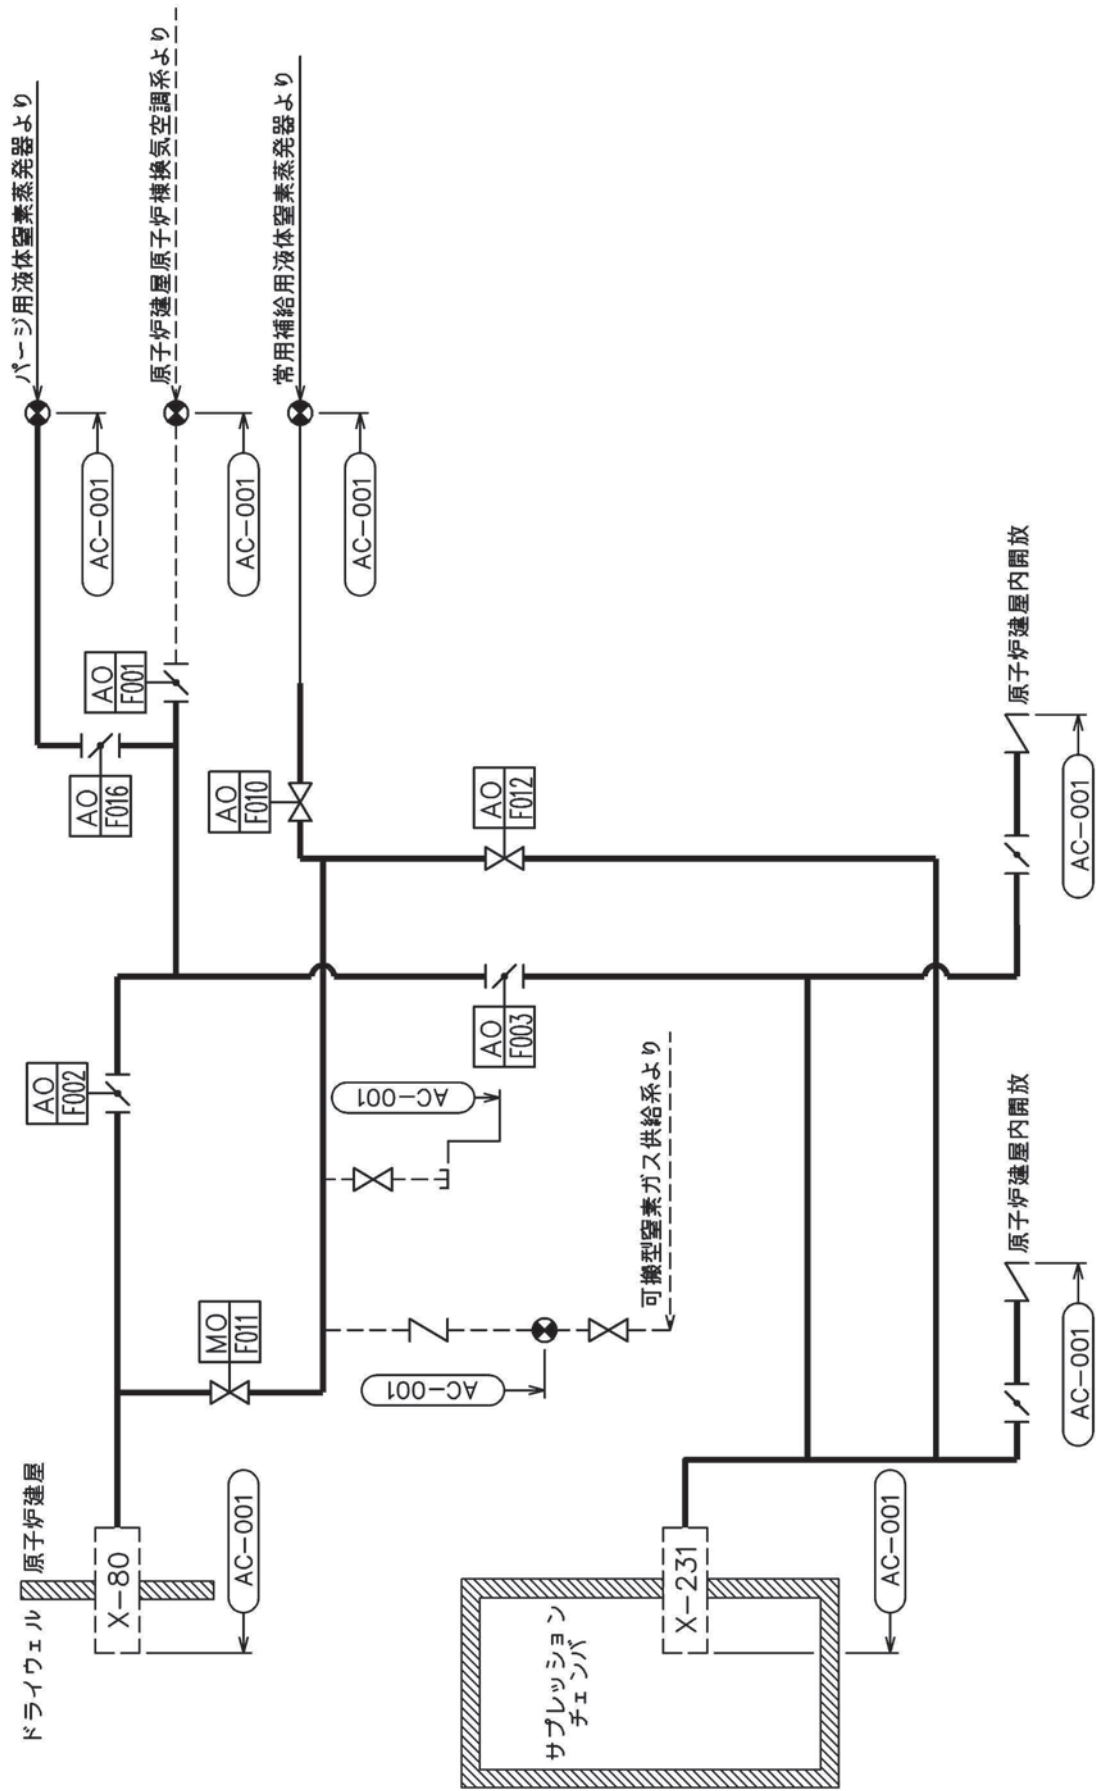 パージ用液体窒素蒸発器より
原子炉建屋原子炉棟換気空調系より
常用補給用液体窒素蒸発器より
AC-001
AC-001
AC-001
AO
F001
AO
F016
AO
F010
AO
F012
AO
F002
AO
F003
AC-001
可搬型窒素ガス供給系より
原子炉建屋内開放
AC-001
MO
F011
AC-001
原子炉建屋内開放
AC-001
ドライウェル
原子炉建屋
X-80
AC-001
サプレッション
チェンバ
X-231
AC-001